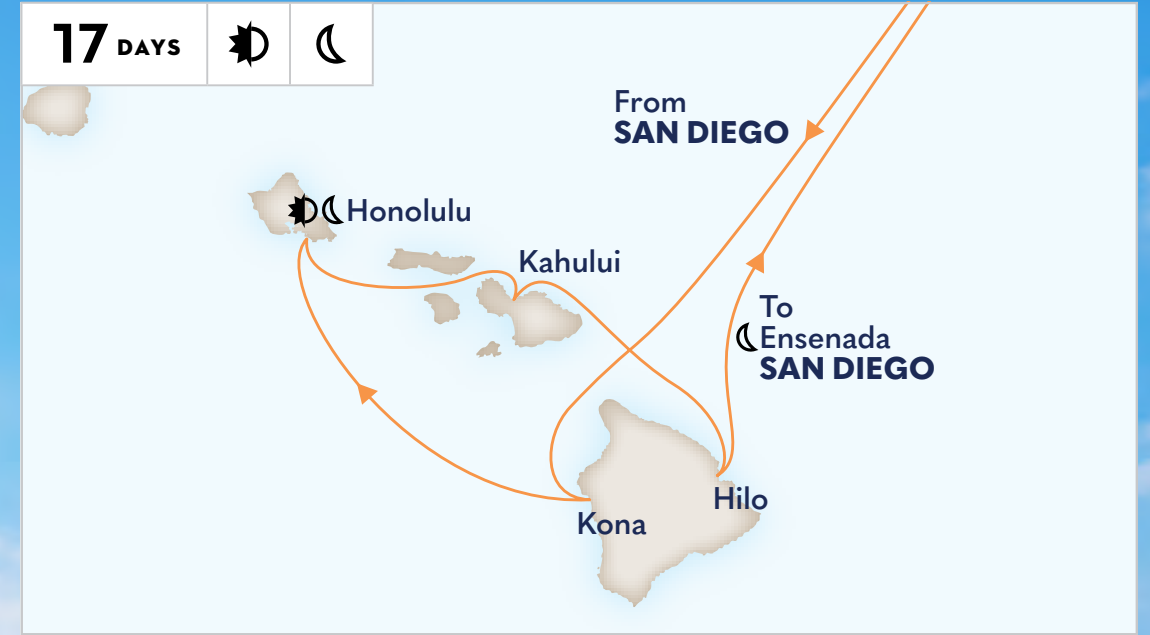 17 DAYS
From
SAN DIEGO
Honolulu
Kahului
To
Ensenada
SAN DIEGO
Hilo
Kona